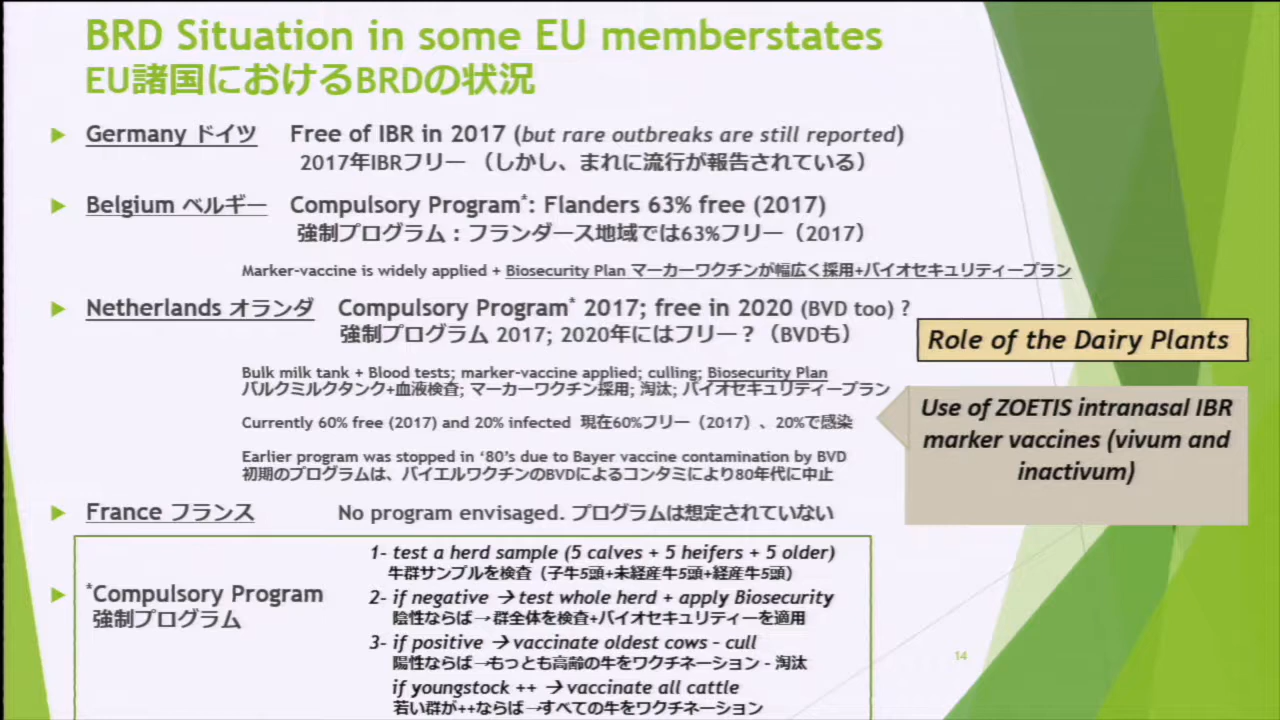 BRD Situation in some EU memberstates
EU諸国におけるBRDの状況
Germany ドイツ Free of IBR in 2017 (but rare outbreaks are still reported)
2017年IBRフリー （しかし、まれに流行が報告されている）
Belgium ベルギー Compulsory Program*: Flanders 63% free (2017)
強制プログラム：フランダース地域では63%フリー（2017）
Marker-vaccine is widely applied + Biosecurity Plan マーカーワクチンが幅広く採用+バイオセキュリティープラン
Netherlands オランダ Compulsory Program* 2017; free in 2020 (BVD too) ?
強制プログラム 2017; 2020年にはフリー？（BVDも）
Role of the Dairy Plants
Bulk milk tank + Blood tests; marker-vaccine applied; culling; Biosecurity Plan
バルクミルクタンク+血液検査; マーカーワクチン採用; 淘汰; バイオセキュリティープラン
Currently 60% free (2017) and 20% infected 現在60%フリー（2017）、20%で感染
Earlier program was stopped in ‘80’s due to Bayer vaccine contamination by BVD
初期のプログラムは、バイエルワクチンのBVDによるコンタミにより80年代に中止
Use of ZOETIS intranasal IBR
marker vaccines (vivum and
inactivum)
France フランス No program envisaged. プログラムは想定されていない
*Compulsory Program
強制プログラム
1- test a herd sample (5 calves + 5 heifers + 5 older)
牛群サンプルを検査（子牛5頭+未経産牛5頭+経産牛5頭）
2- if negative → test whole herd + apply Biosecurity
陰性ならば→群全体を検査+バイオセキュリティーを適用
3- if positive → vaccinate oldest cows – cull
陽性ならば→もっとも高齢の牛をワクチネーション – 淘汰
if youngstock ++ → vaccinate all cattle
若い群が++ならば→すべての牛をワクチネーション
14